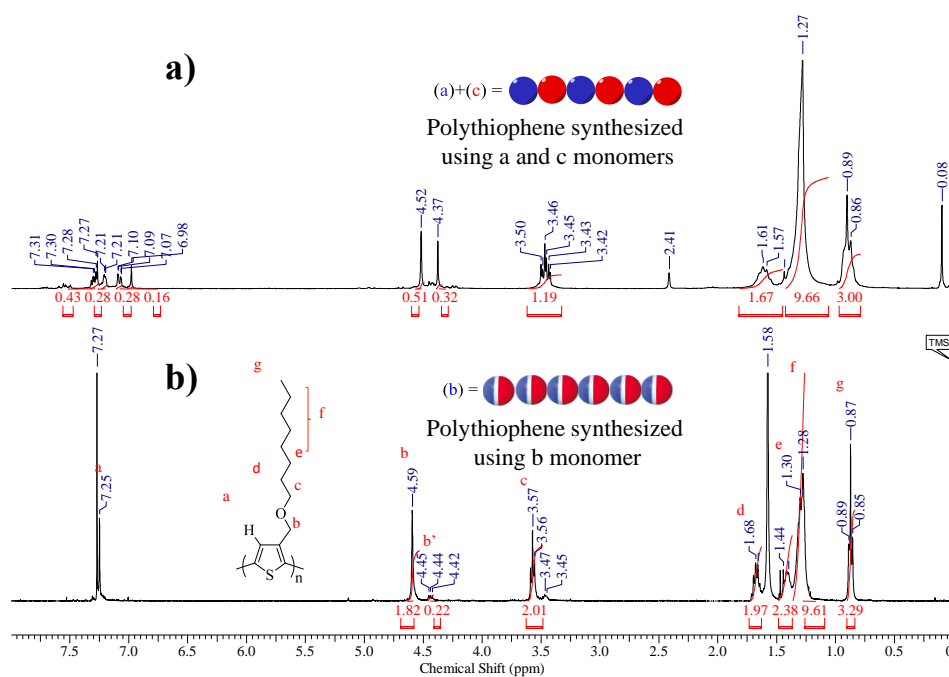 a)
(a)+(c) =
Polythiophene synthesized
using a and c monomers
7.31
7.30
7.28
7.27
7.21
7.21
7.10
7.09
7.07
6.98
4.52
4.37
3.50
3.46
3.45
3.43
3.42
2.41
1.61
1.57
1.27
0.89
0.86
0.08
0.43 0.28 0.28 0.16 0.51 0.32 1.19 1.67 9.66 3.00
b)
(b) =
Polythiophene synthesized
using b monomer
TMS
7.27
a
7.25
g
f
e
d
c
a
O
b
H
S
n
b
4.59
b'
4.45
4.44
4.42
c
3.57
3.56
3.47
3.45
d
1.68
1.58
e
1.44
1.30
f
1.28
g
0.89
0.87
0.85
1.82 0.22 2.01 1.97 2.38 9.61 3.29
7.5 7.0 6.5 6.0 5.5 5.0 4.5 4.0 3.5 3.0 2.5 2.0 1.5 1.0 0
Chemical Shift (ppm)